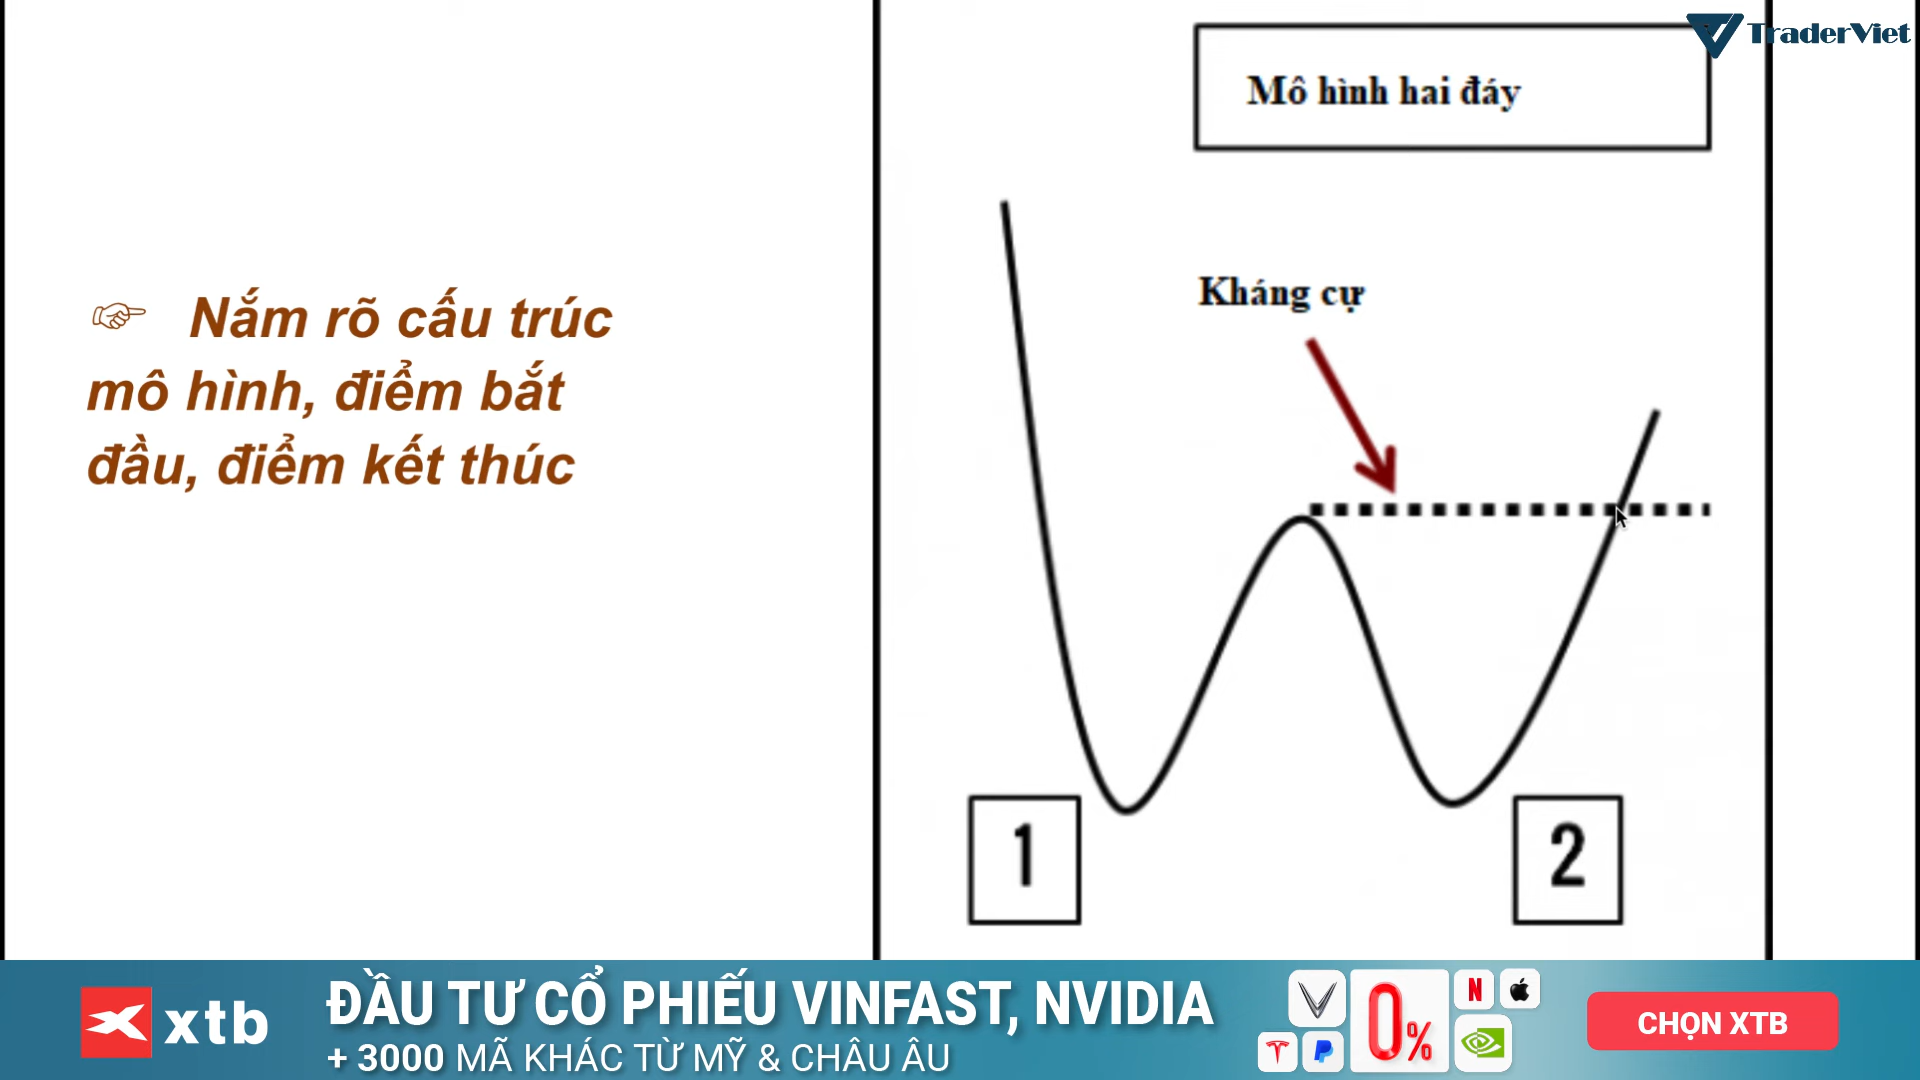 TraderViet
Mô hình hai đáy
Kháng cự
☞ Nắm rõ cấu trúc
mô hình, điểm bắt
đầu, điểm kết thúc
1
2
xtb
ĐẦU TƯ CỔ PHIẾU VINFAST, NVIDIA
+ 3000 MÃ KHÁC TỪ MỸ & CHÂU ÂU
0%
CHỌN XTB